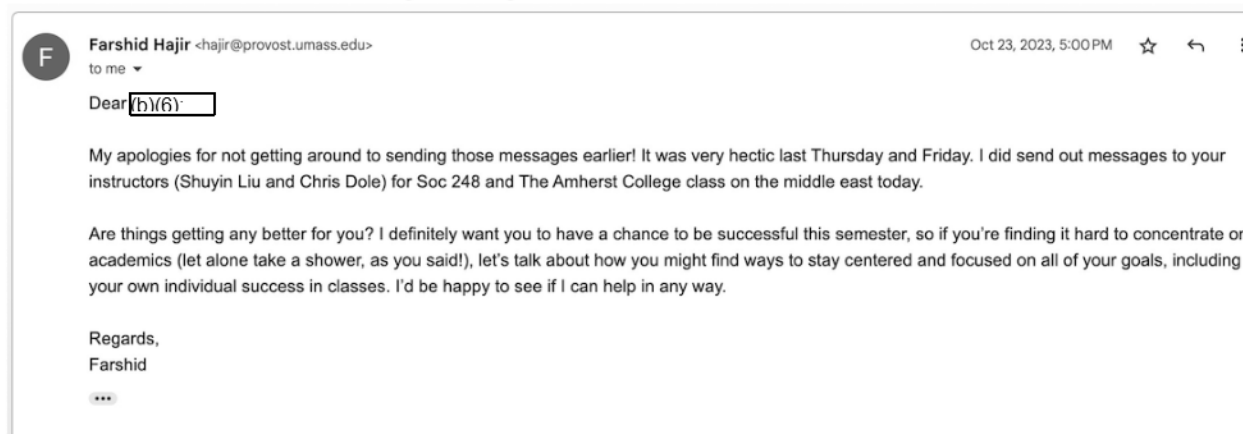 F
Farshid Hajir <hajir@provost.umass.edu>
Oct 23, 2023, 5:00 PM
to me
Dear (b)(6)
My apologies for not getting around to sending those messages earlier! It was very hectic last Thursday and Friday. I did send out messages to your
instructors (Shuyin Liu and Chris Dole) for Soc 248 and The Amherst College class on the middle east today.
Are things getting any better for you? I definitely want you to have a chance to be successful this semester, so if you're finding it hard to concentrate on
academics (let alone take a shower, as you said!), let's talk about how you might find ways to stay centered and focused on all of your goals, including
your own individual success in classes. I'd be happy to see if I can help in any way.
Regards,
Farshid